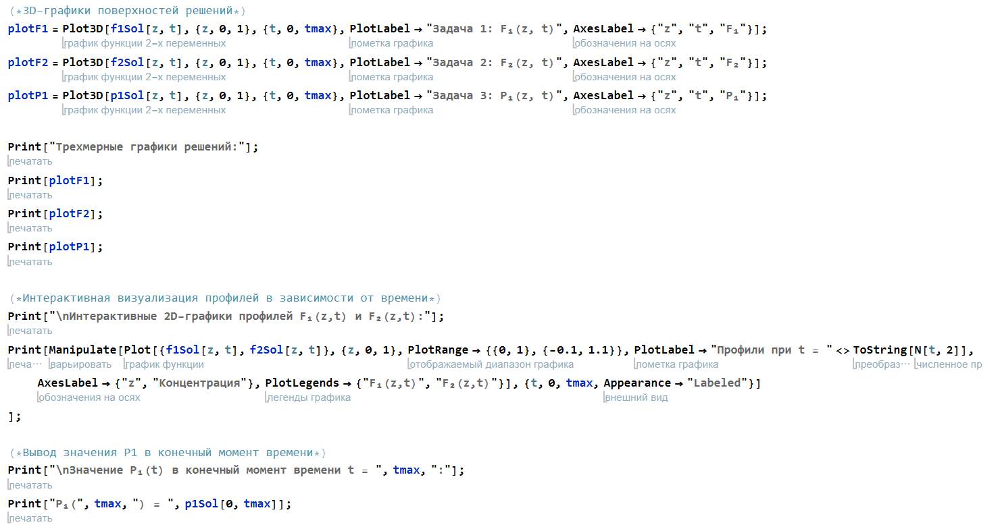 (*3D-графики поверхностей решений*)
plotF1 = Plot3D[f1Sol[z, t], {z, 0, 1}, {t, 0, tmax}, PlotLabel → "Задача 1: F₁(z, t)", AxesLabel → {"z", "t", "F₁"}];
график функции 2-х переменных пометка графика обозначения на осях
plotF2 = Plot3D[f2Sol[z, t], {z, 0, 1}, {t, 0, tmax}, PlotLabel → "Задача 2: F₂(z, t)", AxesLabel → {"z", "t", "F₂"}];
график функции 2-х переменных пометка графика обозначения на осях
plotP1 = Plot3D[p1Sol[z, t], {z, 0, 1}, {t, 0, tmax}, PlotLabel → "Задача 3: P₁(z, t)", AxesLabel → {"z", "t", "P₁"}];
график функции 2-х переменных пометка графика обозначения на осях
Print["Трехмерные графики решений:"];
печатать
Print[plotF1];
печатать
Print[plotF2];
печатать
Print[plotP1];
печатать
(*Интерактивная визуализация профилей в зависимости от времени*)
Print["\nИнтерактивные 2D-графики профилей F₁(z,t) и F₂(z,t):"];
печатать
Print[Manipulate[Plot[{f1Sol[z, t], f2Sol[z, t]}, {z, 0, 1}, PlotRange → {{0, 1}, {-0.1, 1.1}}, PlotLabel → "Профили при t = " <> ToString[N[t, 2]],
печа⋯ варьировать график функции отображаемый диапазон графика пометка графика преобраз⋯ численное пр
AxesLabel → {"z", "Концентрация"}, PlotLegends → {"F₁(z,t)", "F₂(z,t)"}], {t, 0, tmax, Appearance → "Labeled"}]
обозначения на осях легенды графика внешний вид
];
(*Вывод значения P1 в конечный момент времени*)
Print["\nЗначение P₁(t) в конечный момент времени t = ", tmax, ":"];
печатать
Print["P₁(", tmax, ") = ", p1Sol[0, tmax]];
печатать